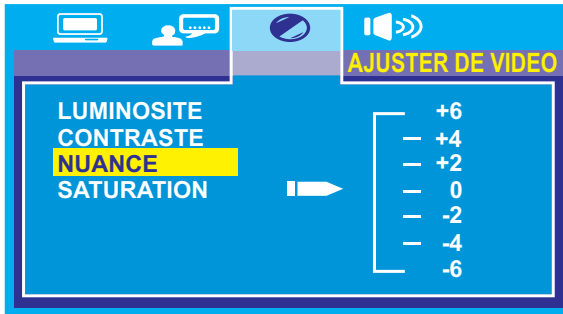 AJUSTER DE VIDEO
LUMINOSITE
CONTRASTE
NUANCE
SATURATION
+6
+4
+2
0
-2
-4
-6